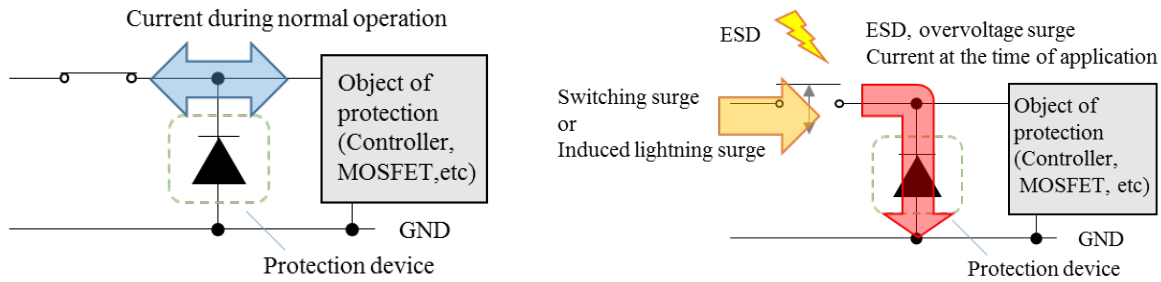 Current during normal operation
Object of
protection
(Controller,
MOSFET,etc)
GND
Protection device
ESD
ESD, overvoltage surge
Current at the time of application
Switching surge
or
Induced lightning surge
Object of
protection
(Controller,
MOSFET, etc)
GND
Protection device